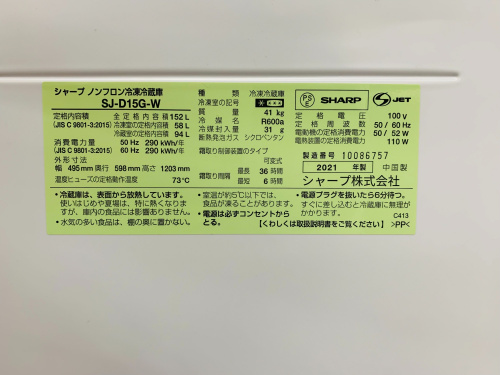 シャープ ノンフロン冷凍冷蔵庫
SJ-D15G-W
定格内容積 全定格内容積 152 L
(JIS C 9801-3:2015) 冷凍室の定格内容積 58 L
冷蔵室の定格内容積 94 L
消費電力量 50 Hz 290 kWh/年
(JIS C 9801-3:2015) 60 Hz 290 kWh/年
外形寸法
幅 495mm 奥行 598 mm 高さ 1203 mm
温度ヒューズの定格動作温度 73℃
種類 冷凍冷蔵庫
冷凍室の記号
質量 41 kg
冷媒名 R600a
冷媒封入量 31 g
断熱発泡ガス シクロペンタン
霜取り制御装置のタイプ
可変式
霜取り間隔 最長 36 時間
最短 6 時間
PS E SHARP S JET
定格電圧 100 V
定格周波数 50 / 60 Hz
電動機の定格消費電力 50 / 52 W
電熱装置の定格消費電力 110 W
製造番号 10086757
2021 年製 中国製
シャープ株式会社
・冷蔵庫は、表面から放熱しています。
使いはじめや夏場は、特に熱くなりま
すが、庫内の食品には影響ありません。
・水気の多い食品は、棚の奥に置かない。
・室温が約5℃以下では、
食品が凍ることがあります。
・電源は必ずコンセントから
とる。
・電源プラグを抜いたら6分待つ。
すぐに差し込むと冷蔵庫に無理が
かかります。
C413
【くわしくは取扱説明書をご覧ください】 >PP<